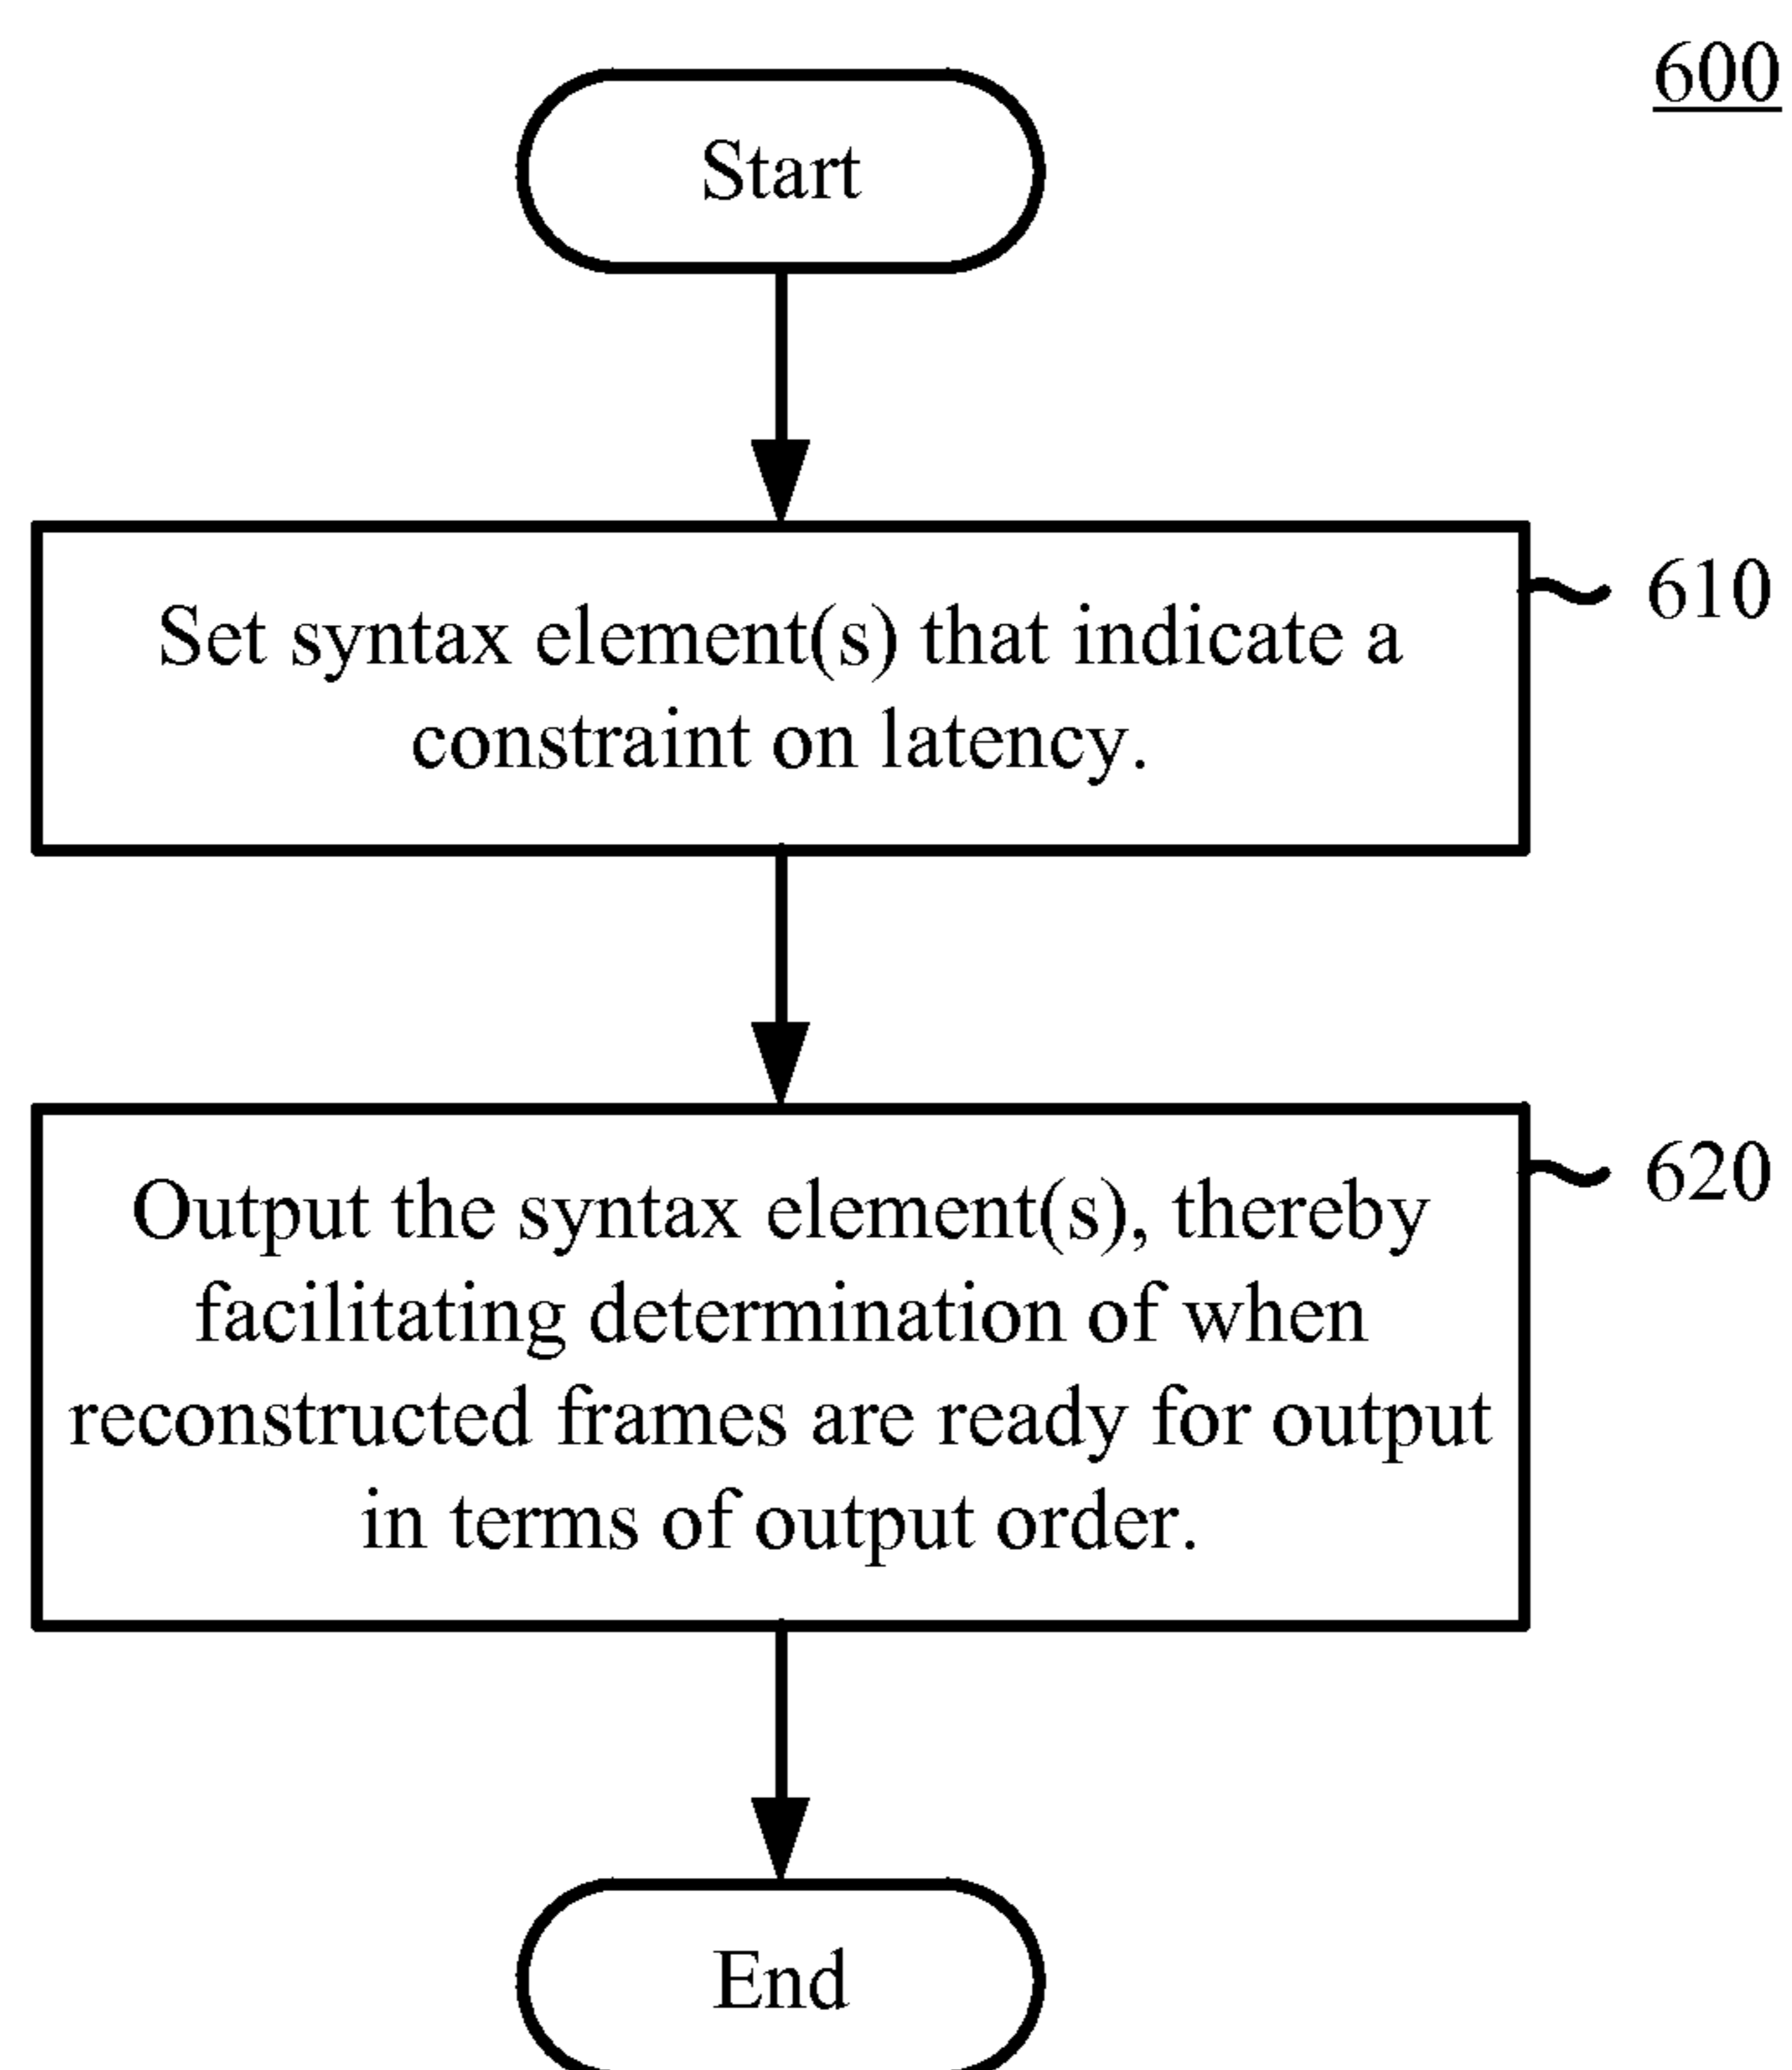 600
Start
Set syntax element(s) that indicate a
constraint on latency.
610
Output the syntax element(s), thereby
facilitating determination of when
reconstructed frames are ready for output
in terms of output order.
620
End